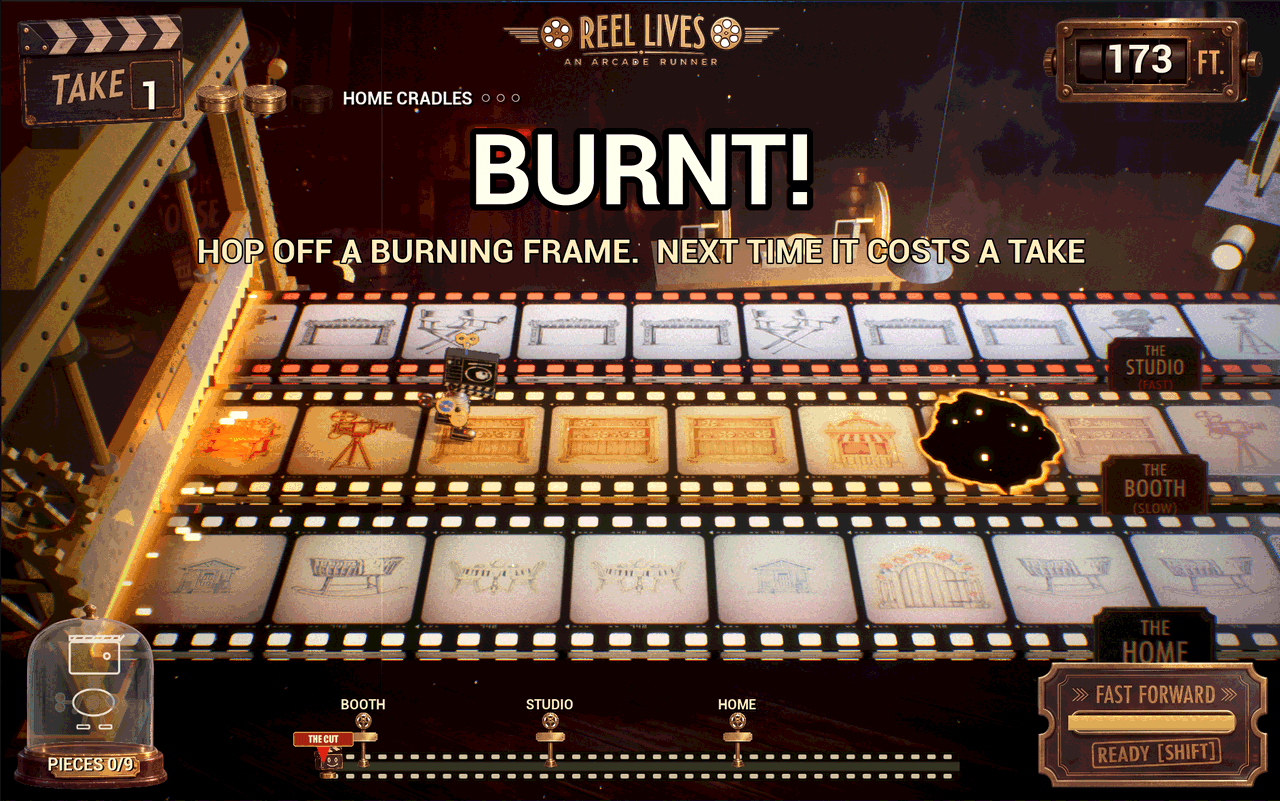 TAKE 1
REEL LIVES
AN ARCADE RUNNER
173 FT.
HOME CRADLES
BURNT!
HOP OFF A BURNING FRAME. NEXT TIME IT COSTS A TAKE
THE
STUDIO
(FAST)
THE
BOOTH
(SLOW)
THE
HOME
PIECES 0/9
BOOTH
STUDIO
HOME
THE CUT
FAST FORWARD
READY [SHIFT]